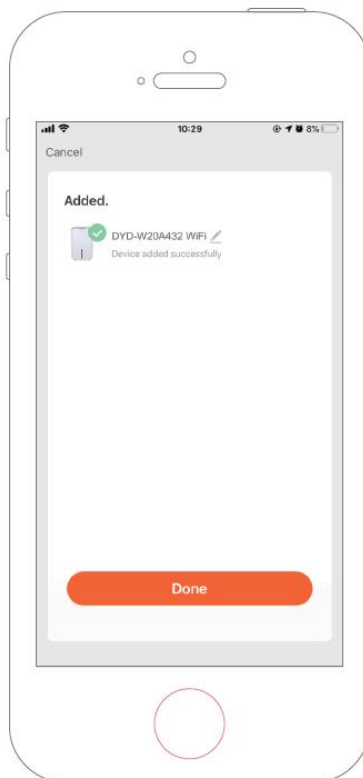 10:29
8%
Cancel
Added.
DYD-W20A432 WiFi
Device added successfully
Done